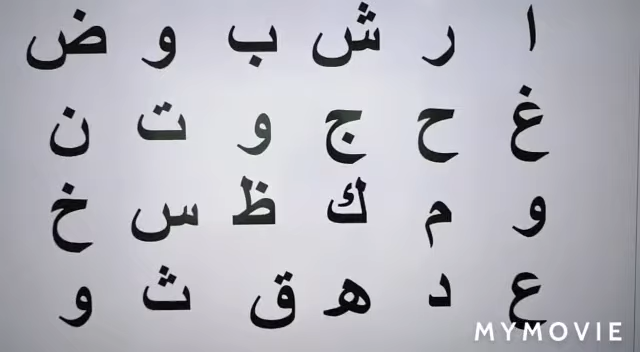 ا ر ش ب و ض
غ ح ج و ت ن
و م ك ظ س خ
ع د ه ق ث و
MYMOVIE